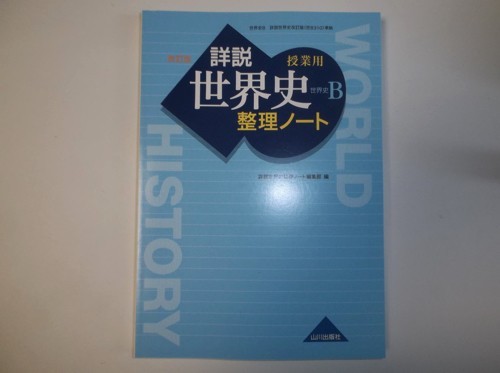 改訂版
詳説
授業用
世界史
世界史B
整理ノート
WORLD
HISTORY
山川出版社